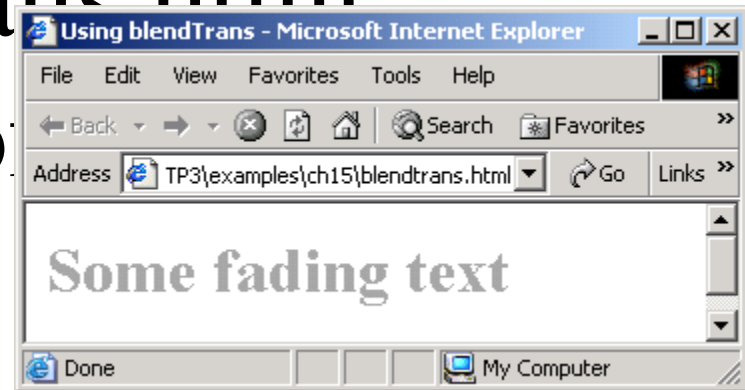 Using blendTrans - Microsoft Internet Explorer
File Edit View Favorites Tools Help
Back Search Favorites »
Address TP3\examples\ch15\blendtrans.html Go Links »
Some fading text
Done My Computer